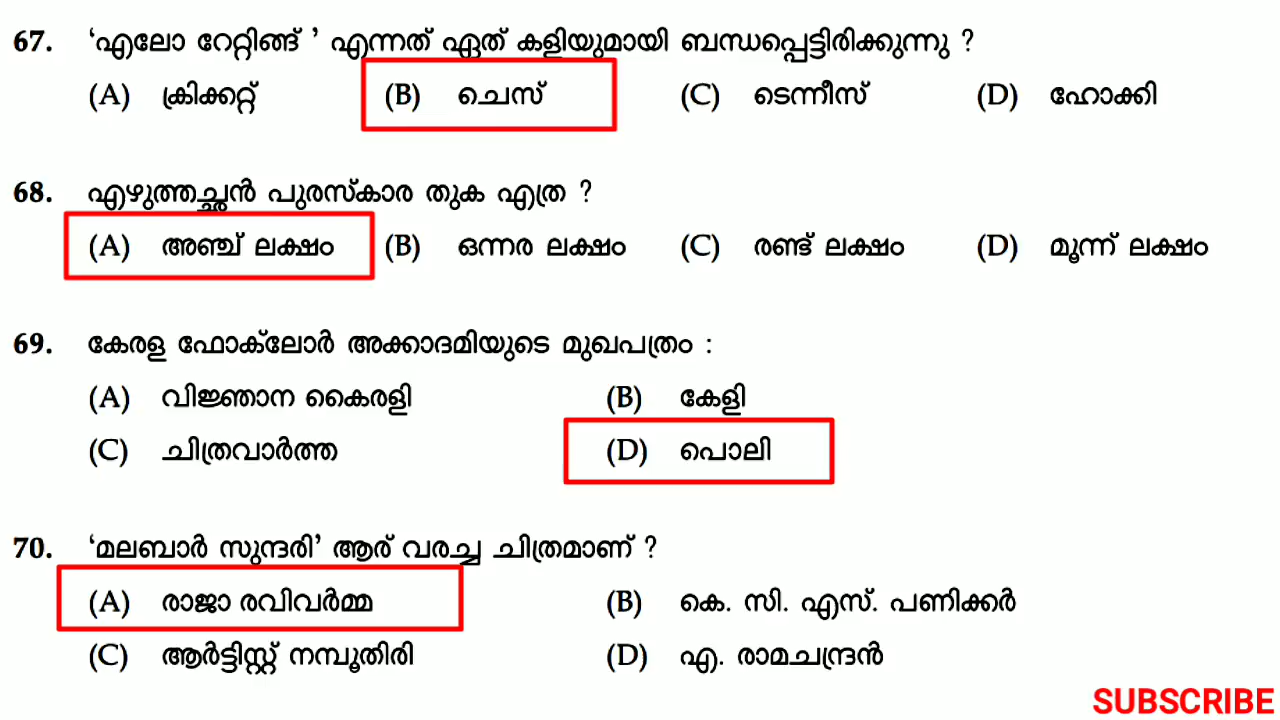 67. ‘എലോ റേറ്റിങ്ങ് ’ എന്നത് ഏത് കളിയുമായി ബന്ധപ്പെട്ടിരിക്കുന്നു ?
(A) ക്രിക്കറ്റ് (B) ചെസ് (C) ടെന്നീസ് (D) ഹോക്കി
68. എഴുത്തച്ഛൻ പുരസ്കാര തുക എത്ര ?
(A) അഞ്ച് ലക്ഷം (B) ഒന്നര ലക്ഷം (C) രണ്ട് ലക്ഷം (D) മൂന്ന് ലക്ഷം
69. കേരള ഫോക്‌ലോർ അക്കാദമിയുടെ മുഖപത്രം :
(A) വിജ്ഞാന കൈരളി (B) കേളി
(C) ചിത്രവാർത്ത (D) പൊലി
70. ‘മലബാർ സുന്ദരി’ ആര് വരച്ച ചിത്രമാണ് ?
(A) രാജാ രവിവർമ്മ (B) കെ. സി. എസ്. പണിക്കർ
(C) ആർട്ടിസ്റ്റ് നമ്പൂതിരി (D) എ. രാമചന്ദ്രൻ
SUBSCRIBE